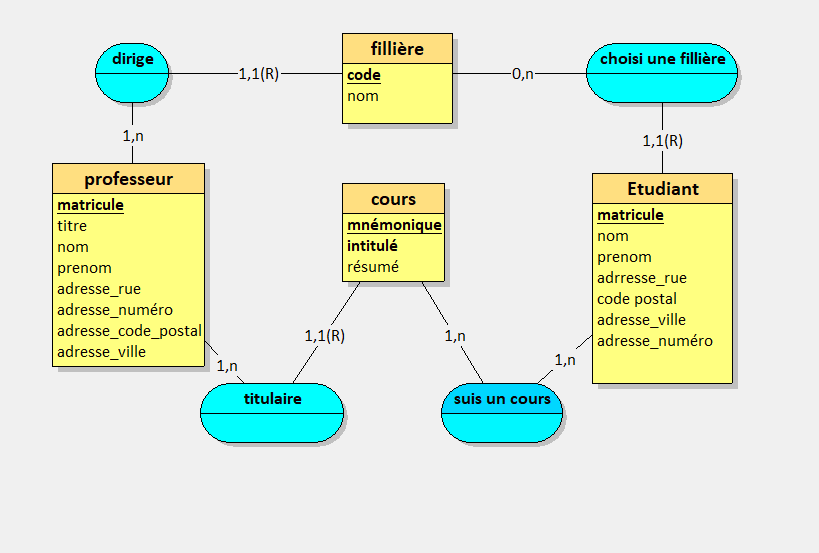 dirige
1,1(R)
fillière
code
nom
0,n
choisi une fillière
1,n
1,1(R)
professeur
matricule
titre
nom
prenom
adresse_rue
adresse_numéro
adresse_code_postal
adresse_ville
cours
mnémonique
intitulé
résumé
Etudiant
matricule
nom
prenom
adrresse_rue
code postal
adresse_ville
adresse_numéro
1,n
1,1(R)
1,n
1,n
titulaire
suis un cours